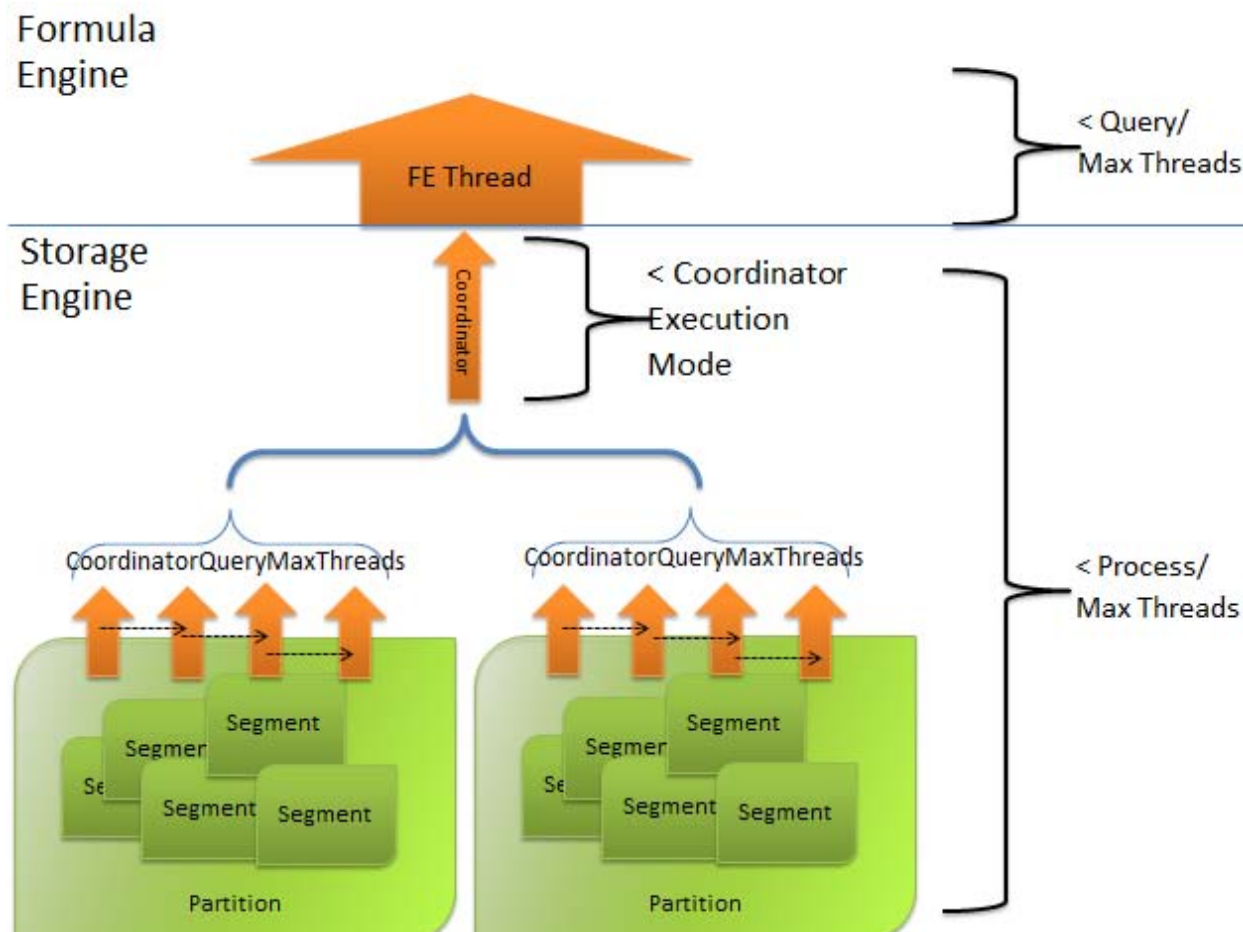 Formula
Engine
< Query/
Max Threads
FE Thread
Storage
Engine
Coordinator
< Coordinator
Execution
Mode
CoordinatorQueryMaxThreads
CoordinatorQueryMaxThreads
< Process/
Max Threads
Segment
Segment
Segment
Segment
Partition
Segment
Segment
Segment
Segment
Partition